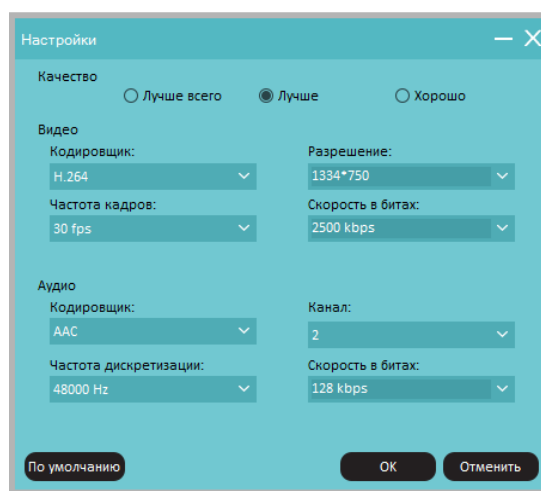 Настройки
Качество
Лучше всего Лучше Хорошо
Видео
Кодировщик: Разрешение:
H.264 1334*750
Частота кадров: Скорость в битах:
30 fps 2500 kbps
Аудио
Кодировщик: Канал:
AAC 2
Частота дискретизации: Скорость в битах:
48000 Hz 128 kbps
По умолчанию OK Отменить